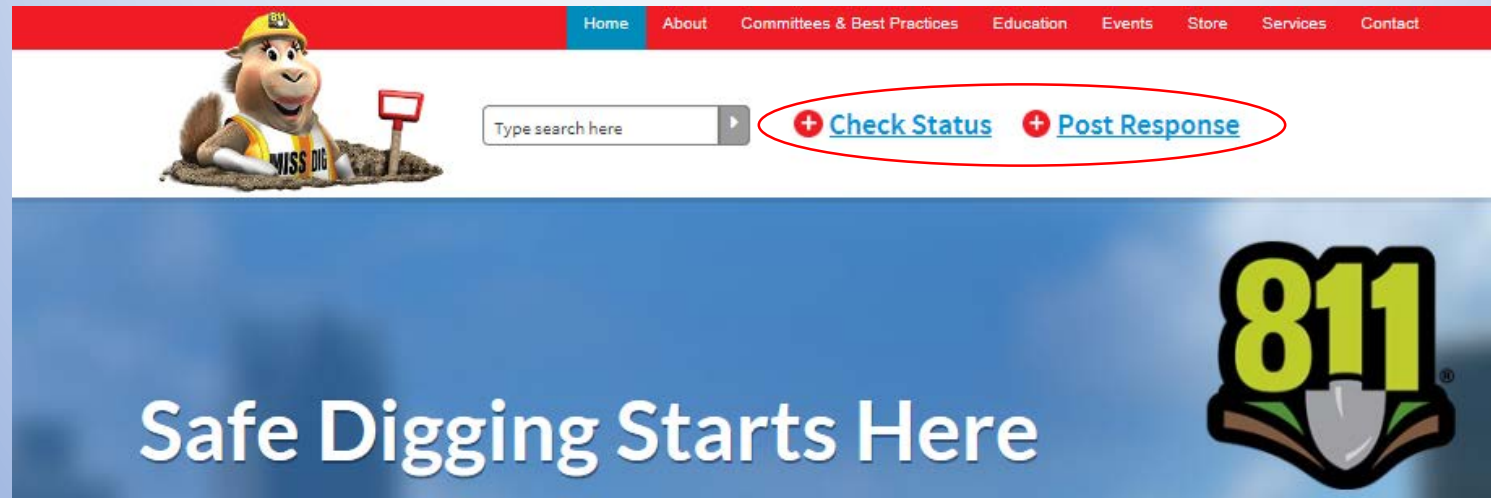 Home About Committees & Best Practices Education Events Store Services Contact
811
Type search here
Check Status Post Response
MISS DIG
811®
Safe Digging Starts Here